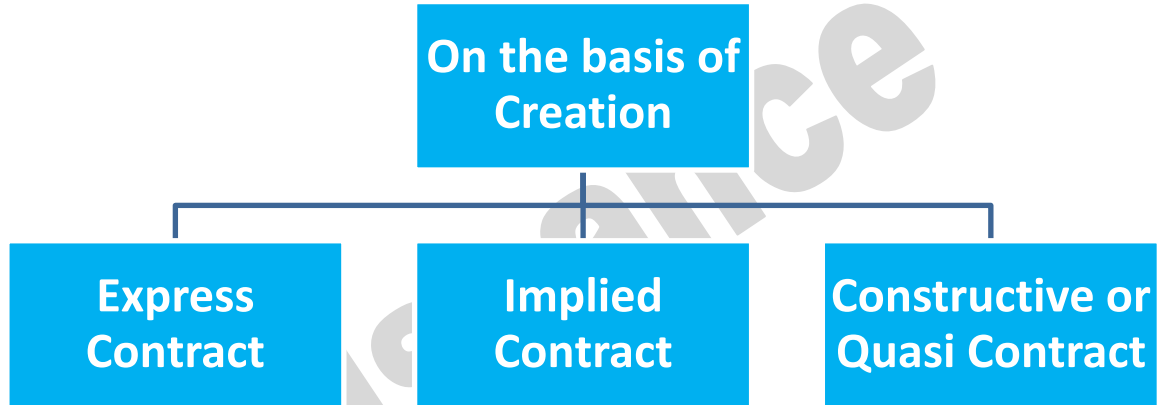 On the basis of
Creation
Express
Contract
Implied
Contract
Constructive or
Quasi Contract